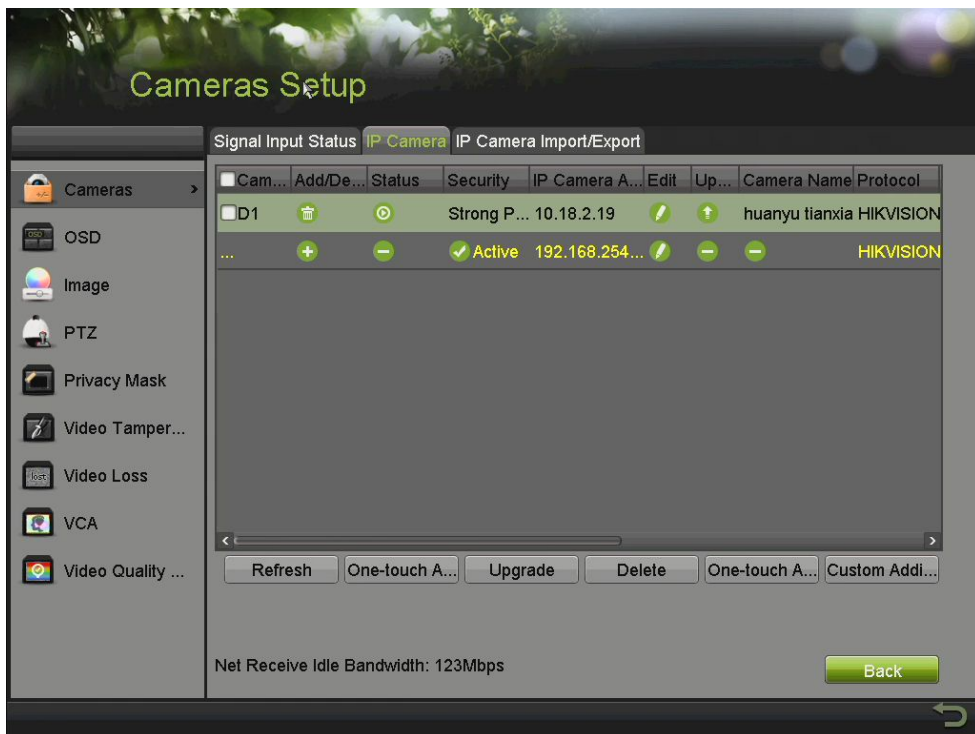 Cameras Setup
Signal Input Status IP Camera IP Camera Import/Export
Cameras >
OSD
Image
PTZ
Privacy Mask
Video Tamper...
Video Loss
VCA
Video Quality ...
Cam... Add/De... Status Security IP Camera A... Edit Up... Camera Name Protocol
D1 Strong P... 10.18.2.19 huanyu tianxia HIKVISION
... Active 192.168.254... HIKVISION
Refresh One-touch A... Upgrade Delete One-touch A... Custom Addi...
Net Receive Idle Bandwidth: 123Mbps
Back